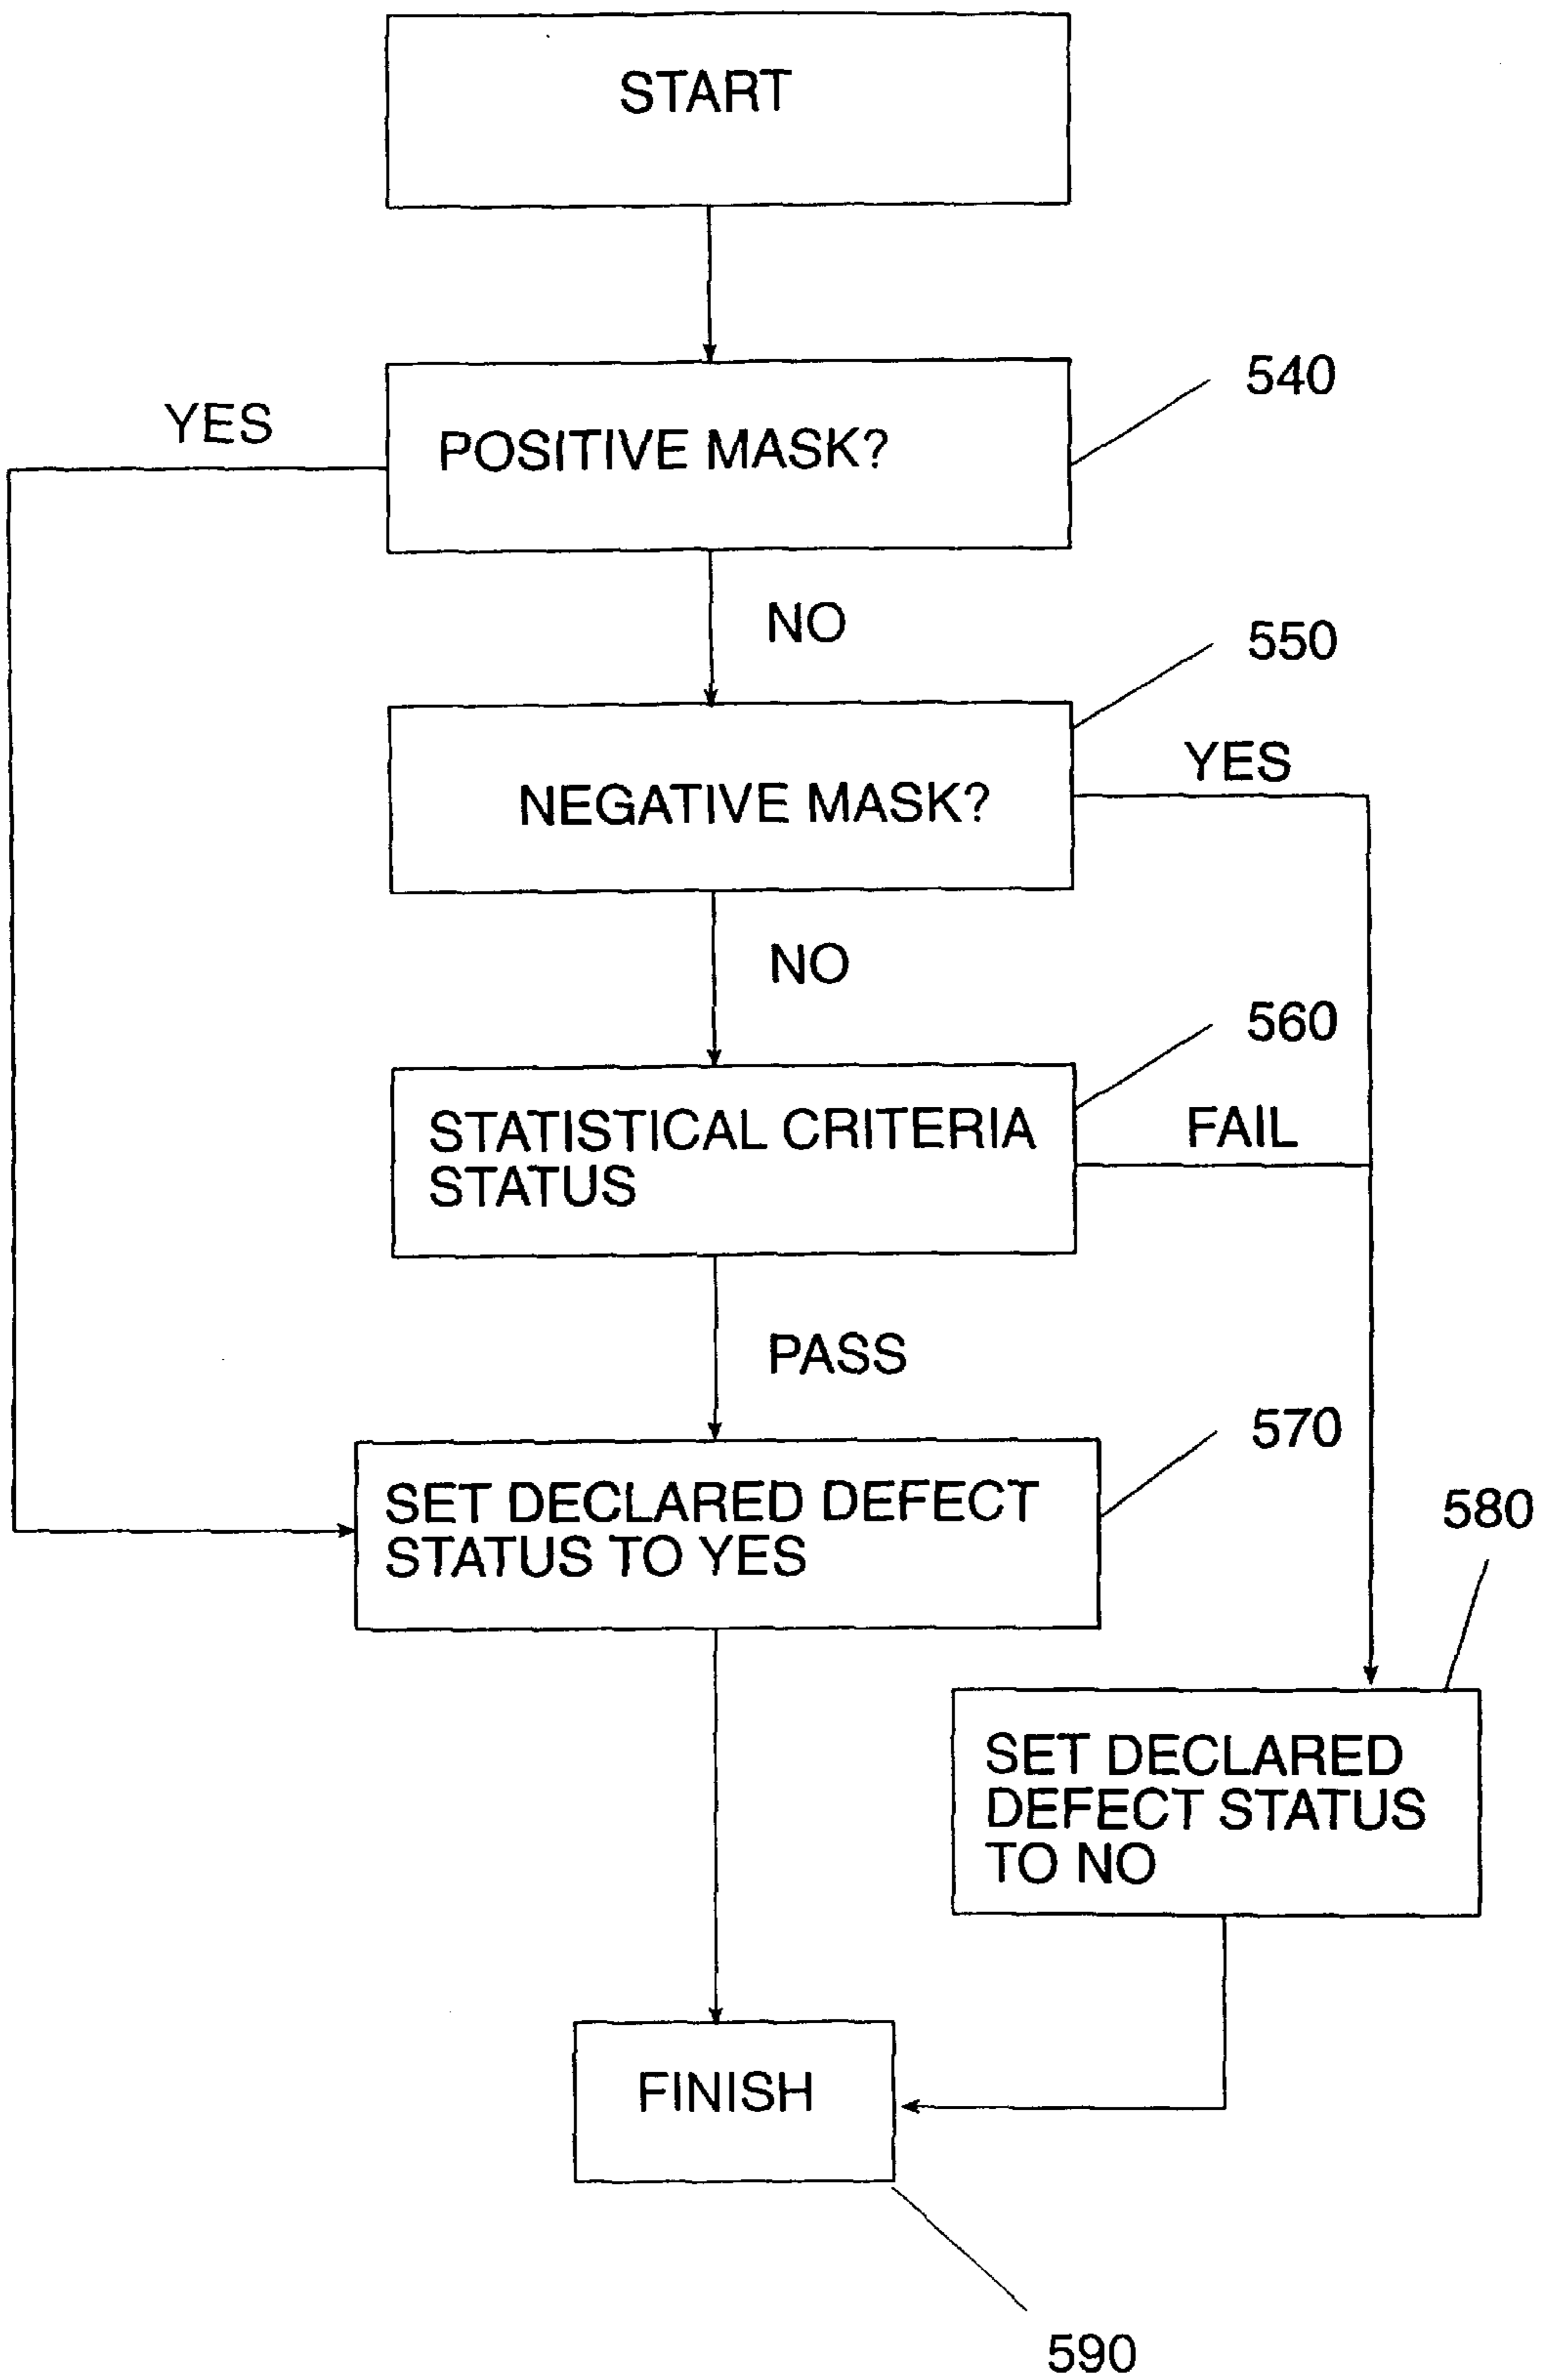 START
540
YES
POSITIVE MASK?
NO
550
YES
NEGATIVE MASK?
NO
560
STATISTICAL CRITERIA
STATUS
FAIL
PASS
570
SET DECLARED DEFECT
STATUS TO YES
580
SET DECLARED
DEFECT STATUS
TO NO
FINISH
590